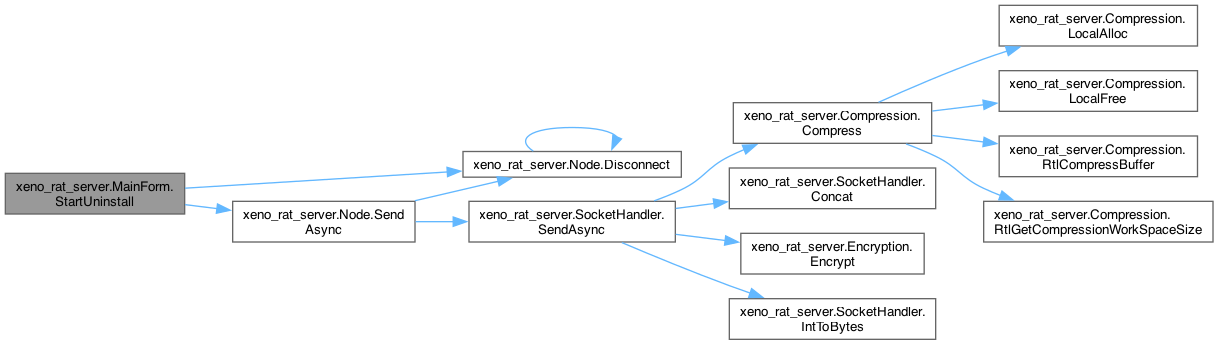 xeno_rat_server.MainForm.
StartUninstall
xeno_rat_server.Node.Disconnect
xeno_rat_server.Node.Send
Async
xeno_rat_server.SocketHandler.
SendAsync
xeno_rat_server.Compression.
Compress
xeno_rat_server.SocketHandler.
Concat
xeno_rat_server.Encryption.
Encrypt
xeno_rat_server.SocketHandler.
IntToBytes
xeno_rat_server.Compression.
LocalAlloc
xeno_rat_server.Compression.
LocalFree
xeno_rat_server.Compression.
RtlCompressBuffer
xeno_rat_server.Compression.
RtlGetCompressionWorkSpaceSize